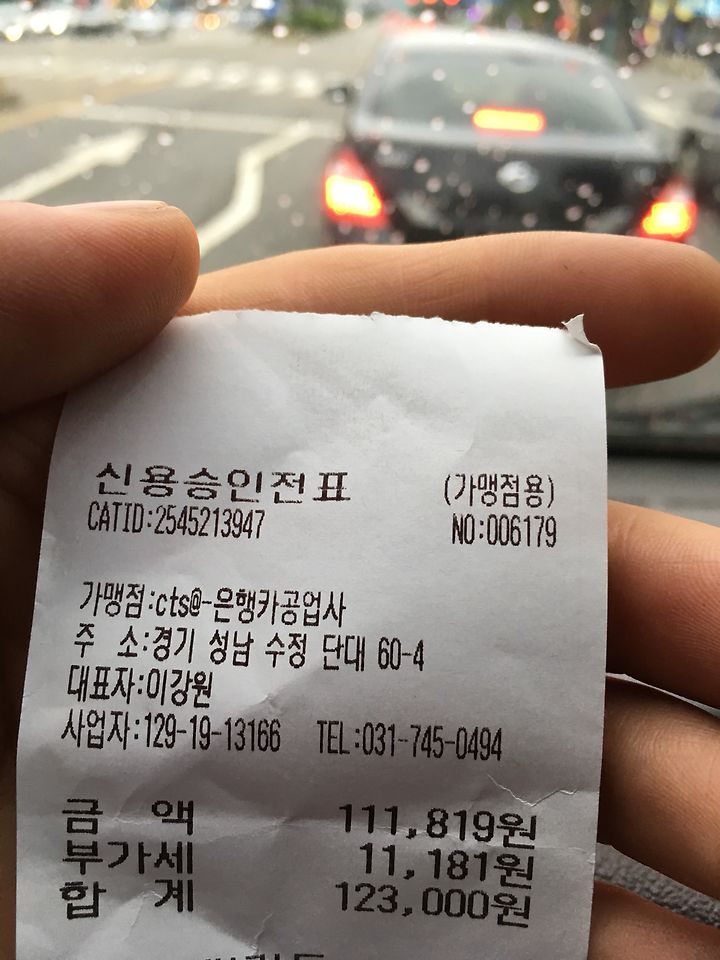 신용승인전표 (가맹점용)
CATID:2545213947 NO:006179
가맹점:cts@-은행카공업사
주 소:경기 성남 수정 단대 60-4
대표자:이강원
사업자:129-19-13166 TEL:031-745-0494
금 액 111,819원
부가세 11,181원
합 계 123,000원